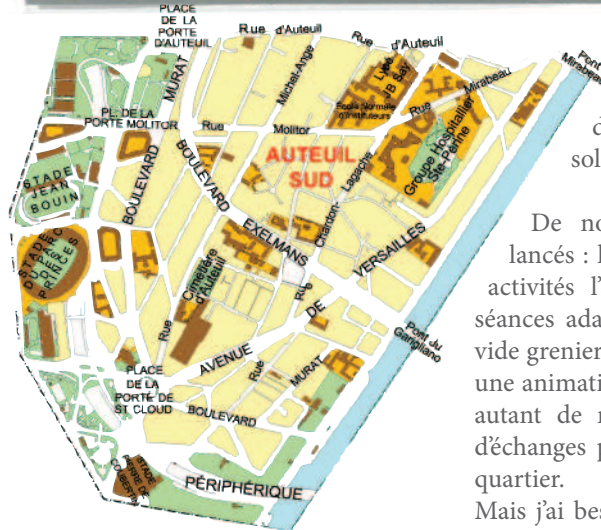 PLACE
DE LA
PORTE
D'AUTEUIL
Rue d'Auteuil
Rue d'Auteuil
MURAT
Michel-Ange
Lycé
JB Say
Ecole Normale
d'Instituteurs
Rue Mirabeau
Pont
Mirabeau
PL. DE LA
PORTE MOLITOR
Rue Molitor
AUTEUIL
SUD
Groupe Hospitallier
Ste-Périne
STADE
JEAN
BOUIN
BOULEVARD
BOULEVARD
EXELMANS
Chardon-Lagache
Rue
VERSAILLES
STADE
DU PARC
DES
PRINCES
Cimetière
d'Auteuil
Rue
AVENUE DE
Rue
MURAT
Pont du
Garigliano
PLACE
DE LA
PORTE DE
ST CLOUD
BOULEVARD
STADE
PIERRE DE
COUBERTIN
PÉRIPHÉRIQUE
d
sol
De no
lancés : l
activités l'
séances ada
vide grenier
une animati
autant de r
d'échanges p
quartier.
Mais j'ai bes